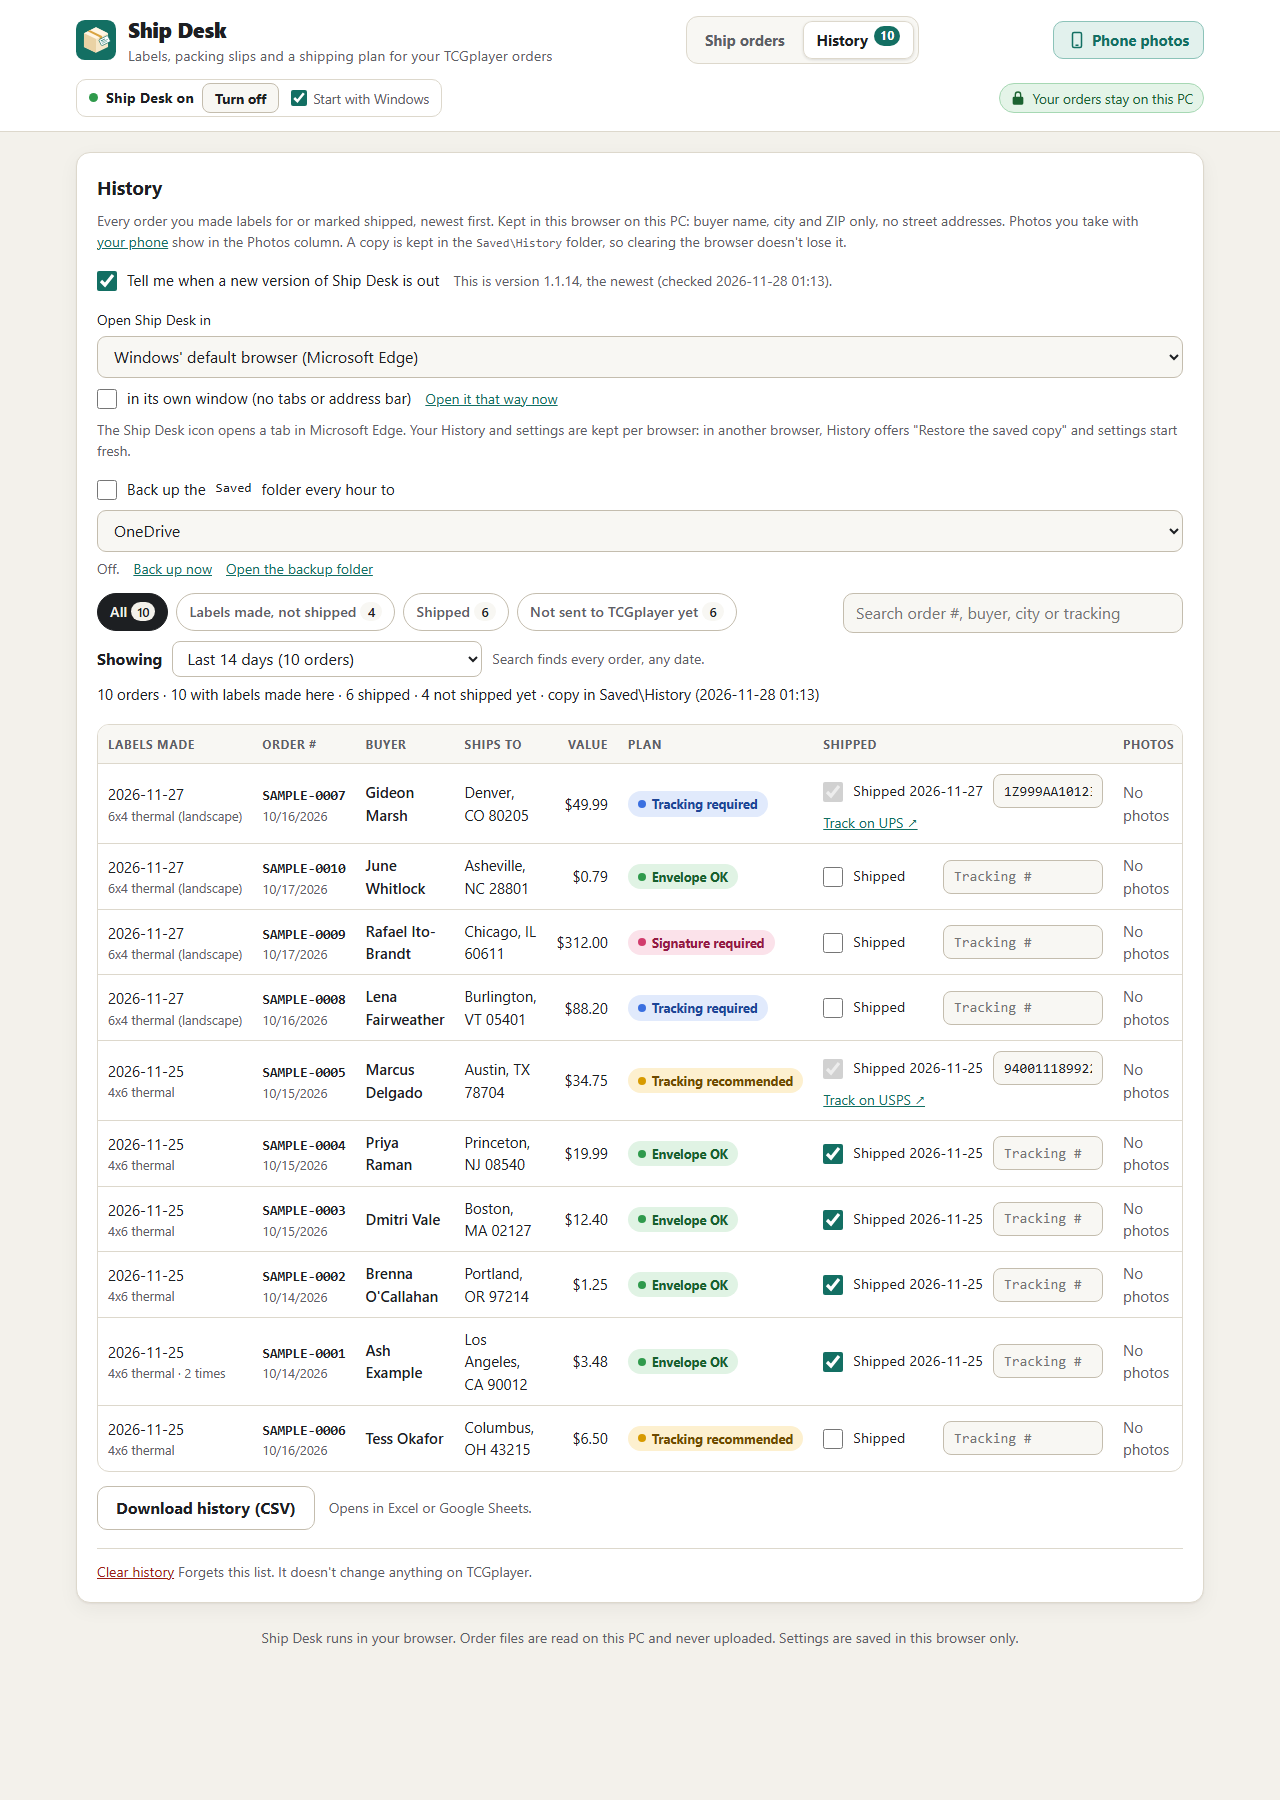 Ship Desk
Labels, packing slips and a shipping plan for your TCGplayer orders
Ship orders
History 10
Phone photos
Ship Desk on
Turn off
Start with Windows
Your orders stay on this PC
History
Every order you made labels for or marked shipped, newest first. Kept in this browser on this PC: buyer name, city and ZIP only, no street addresses. Photos you take with
your phone show in the Photos column. A copy is kept in the Saved\History folder, so clearing the browser doesn't lose it.
Tell me when a new version of Ship Desk is out This is version 1.1.14, the newest (checked 2026-11-28 01:13).
Open Ship Desk in
Windows' default browser (Microsoft Edge)
in its own window (no tabs or address bar) Open it that way now
The Ship Desk icon opens a tab in Microsoft Edge. Your History and settings are kept per browser: in another browser, History offers "Restore the saved copy" and settings start
fresh.
Back up the Saved folder every hour to
OneDrive
Off. Back up now Open the backup folder
All 10
Labels made, not shipped 4
Shipped 6
Not sent to TCGplayer yet 6
Search order #, buyer, city or tracking
Showing Last 14 days (10 orders) Search finds every order, any date.
10 orders · 10 with labels made here · 6 shipped · 4 not shipped yet · copy in Saved\History (2026-11-28 01:13)
LABELS MADE ORDER # BUYER SHIPS TO VALUE PLAN SHIPPED PHOTOS
2026-11-27
6x4 thermal (landscape)
SAMPLE-0007
10/16/2026
Gideon
Marsh
Denver,
CO 80205
$49.99
Tracking required
Shipped 2026-11-27
Track on UPS ↗
No
photos
2026-11-27
6x4 thermal (landscape)
SAMPLE-0010
10/17/2026
June
Whitlock
Asheville,
NC 28801
$0.79
Envelope OK
Shipped
Tracking #
No
photos
2026-11-27
6x4 thermal (landscape)
SAMPLE-0009
10/17/2026
Rafael Ito-
Brandt
Chicago, IL
60611
$312.00
Signature required
Shipped
Tracking #
No
photos
2026-11-27
6x4 thermal (landscape)
SAMPLE-0008
10/16/2026
Lena
Fairweather
Burlington,
VT 05401
$88.20
Tracking required
Shipped
Tracking #
No
photos
2026-11-25
4x6 thermal
SAMPLE-0005
10/15/2026
Marcus
Delgado
Austin, TX
78704
$34.75
Tracking recommended
Shipped 2026-11-25
Track on USPS ↗
No
photos
2026-11-25
4x6 thermal
SAMPLE-0004
10/15/2026
Priya
Raman
Princeton,
NJ 08540
$19.99
Envelope OK
Shipped 2026-11-25
Tracking #
No
photos
2026-11-25
4x6 thermal
SAMPLE-0003
10/15/2026
Dmitri Vale
Boston,
MA 02127
$12.40
Envelope OK
Shipped 2026-11-25
Tracking #
No
photos
2026-11-25
4x6 thermal
SAMPLE-0002
10/14/2026
Brenna
O'Callahan
Portland,
OR 97214
$1.25
Envelope OK
Shipped 2026-11-25
Tracking #
No
photos
2026-11-25
4x6 thermal · 2 times
SAMPLE-0001
10/14/2026
Ash
Example
Los
Angeles,
CA 90012
$3.48
Envelope OK
Shipped 2026-11-25
Tracking #
No
photos
2026-11-25
4x6 thermal
SAMPLE-0006
10/16/2026
Tess Okafor
Columbus,
OH 43215
$6.50
Tracking recommended
Shipped
Tracking #
No
photos
Download history (CSV) Opens in Excel or Google Sheets.
Clear history Forgets this list. It doesn't change anything on TCGplayer.
Ship Desk runs in your browser. Order files are read on this PC and never uploaded. Settings are saved in this browser only.